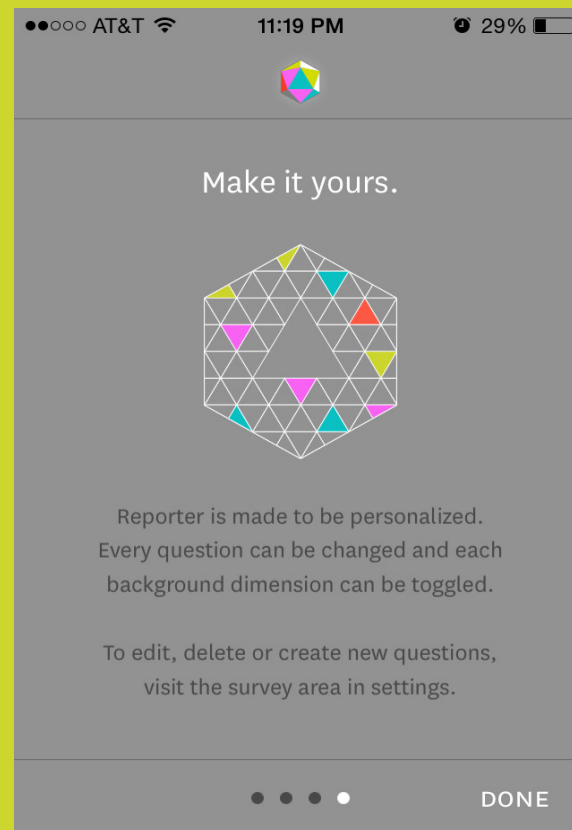 AT&T 11:19 PM 29%
Make it yours.
Reporter is made to be personalized.
Every question can be changed and each
background dimension can be toggled.
To edit, delete or create new questions,
visit the survey area in settings.
DONE